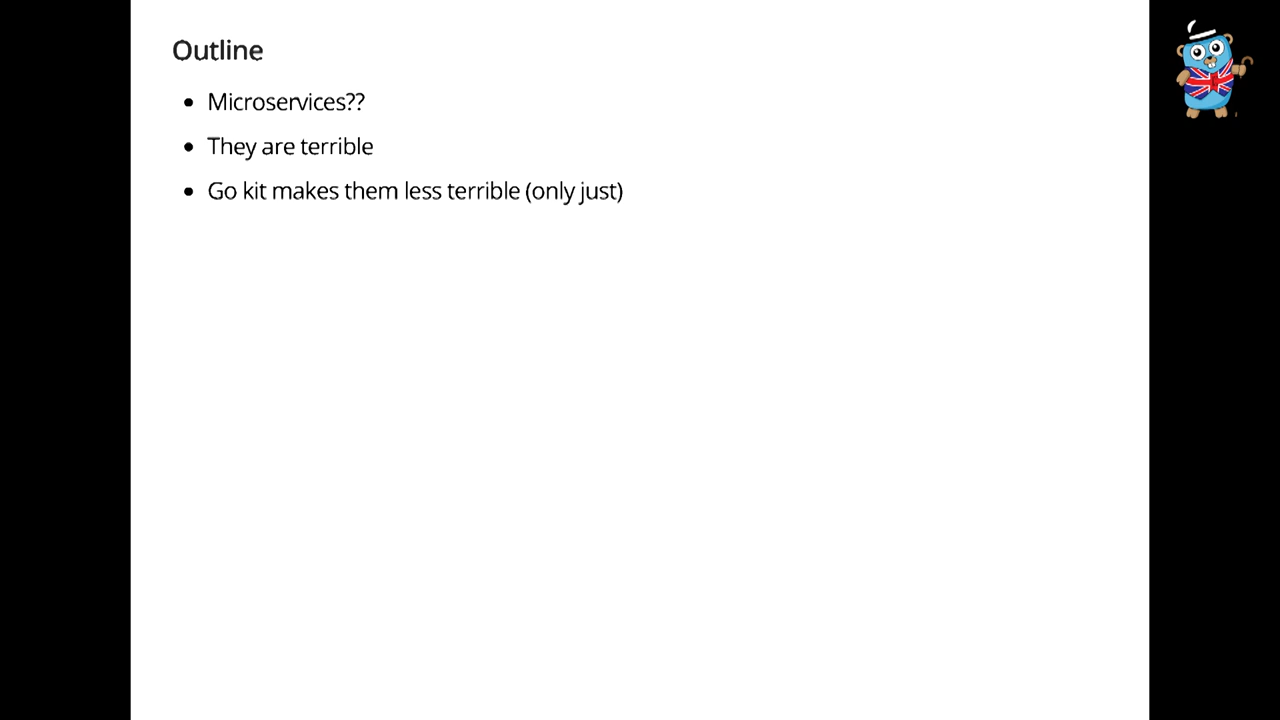 Outline
• Microservices??
• They are terrible
• Go kit makes them less terrible (only just)